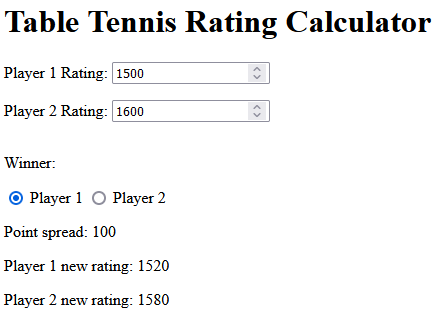 Table Tennis Rating Calculator
Player 1 Rating: 1500
Player 2 Rating: 1600
Winner:
Player 1 Player 2
Point spread: 100
Player 1 new rating: 1520
Player 2 new rating: 1580